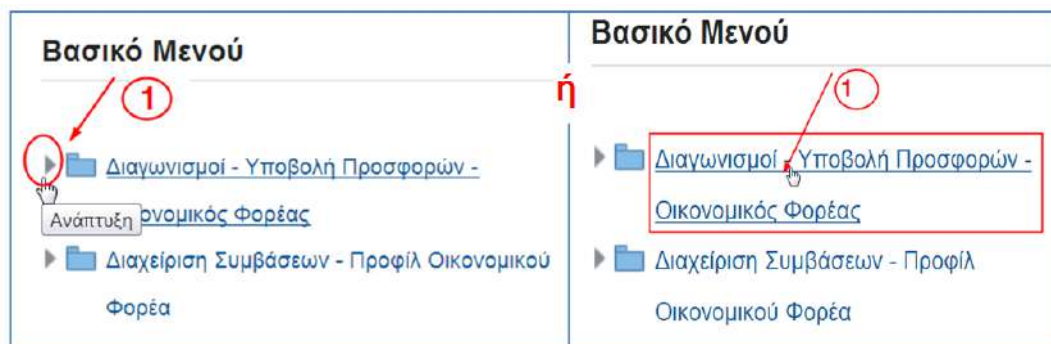 Βασικό Μενού
1
Διαγωνισμοί - Υποβολή Προσφορών -
ονομικός Φορέας
Ανάπτυξη
Διαχείριση Συμβάσεων - Προφίλ Οικονομικού
Φορέα
ή
Βασικό Μενού
1
Διαγωνισμοί - Υποβολή Προσφορών -
Οικονομικός Φορέας
Διαχείριση Συμβάσεων - Προφίλ
Οικονομικού Φορέα